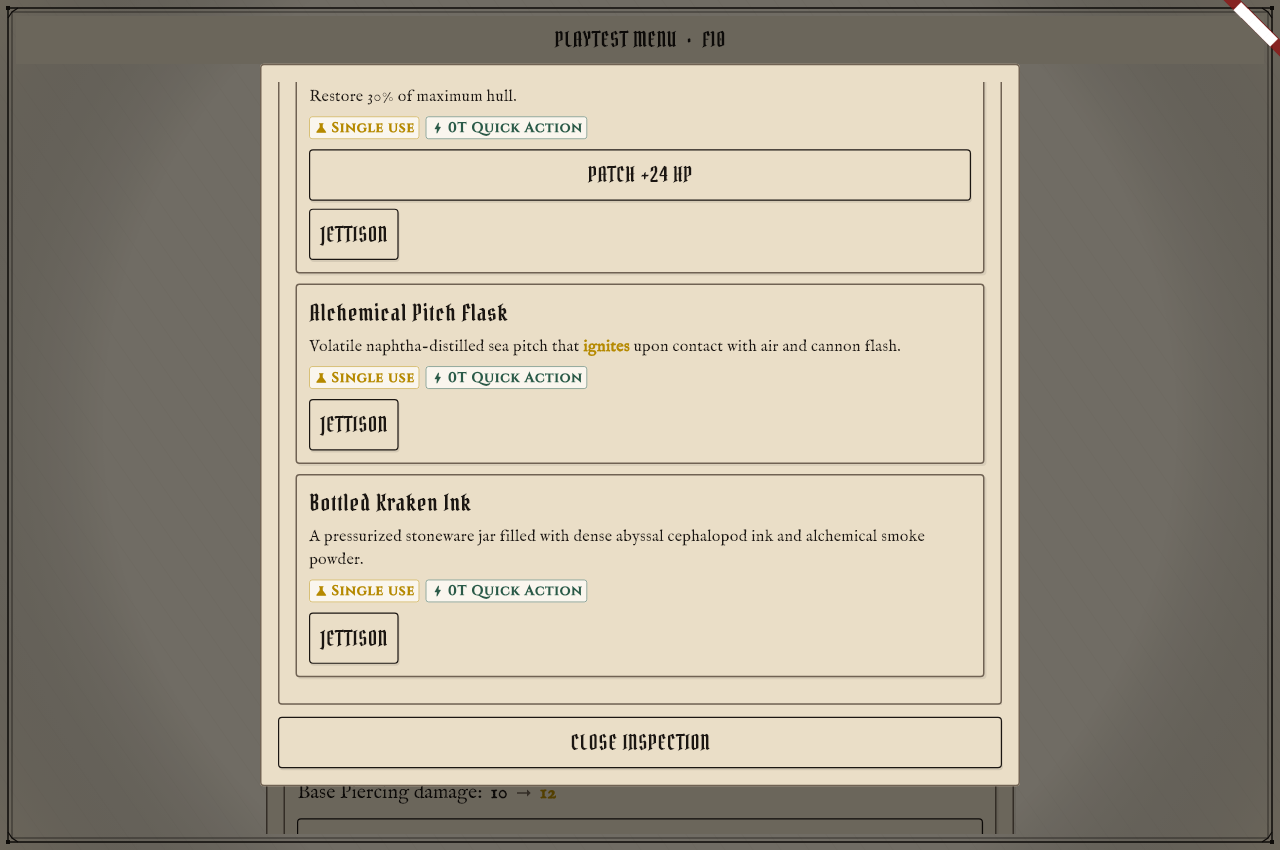 PLAYTEST MENU · F10
Restore 30% of maximum hull.
Single use
0T Quick Action
PATCH +24 HP
JETTISON
Alchemical Pitch Flask
Volatile naphtha-distilled sea pitch that ignites upon contact with air and cannon flash.
Single use
0T Quick Action
JETTISON
Bottled Kraken Ink
A pressurized stoneware jar filled with dense abyssal cephalopod ink and alchemical smoke
powder.
Single use
0T Quick Action
JETTISON
CLOSE INSPECTION
Base Piercing damage: 10 → 12